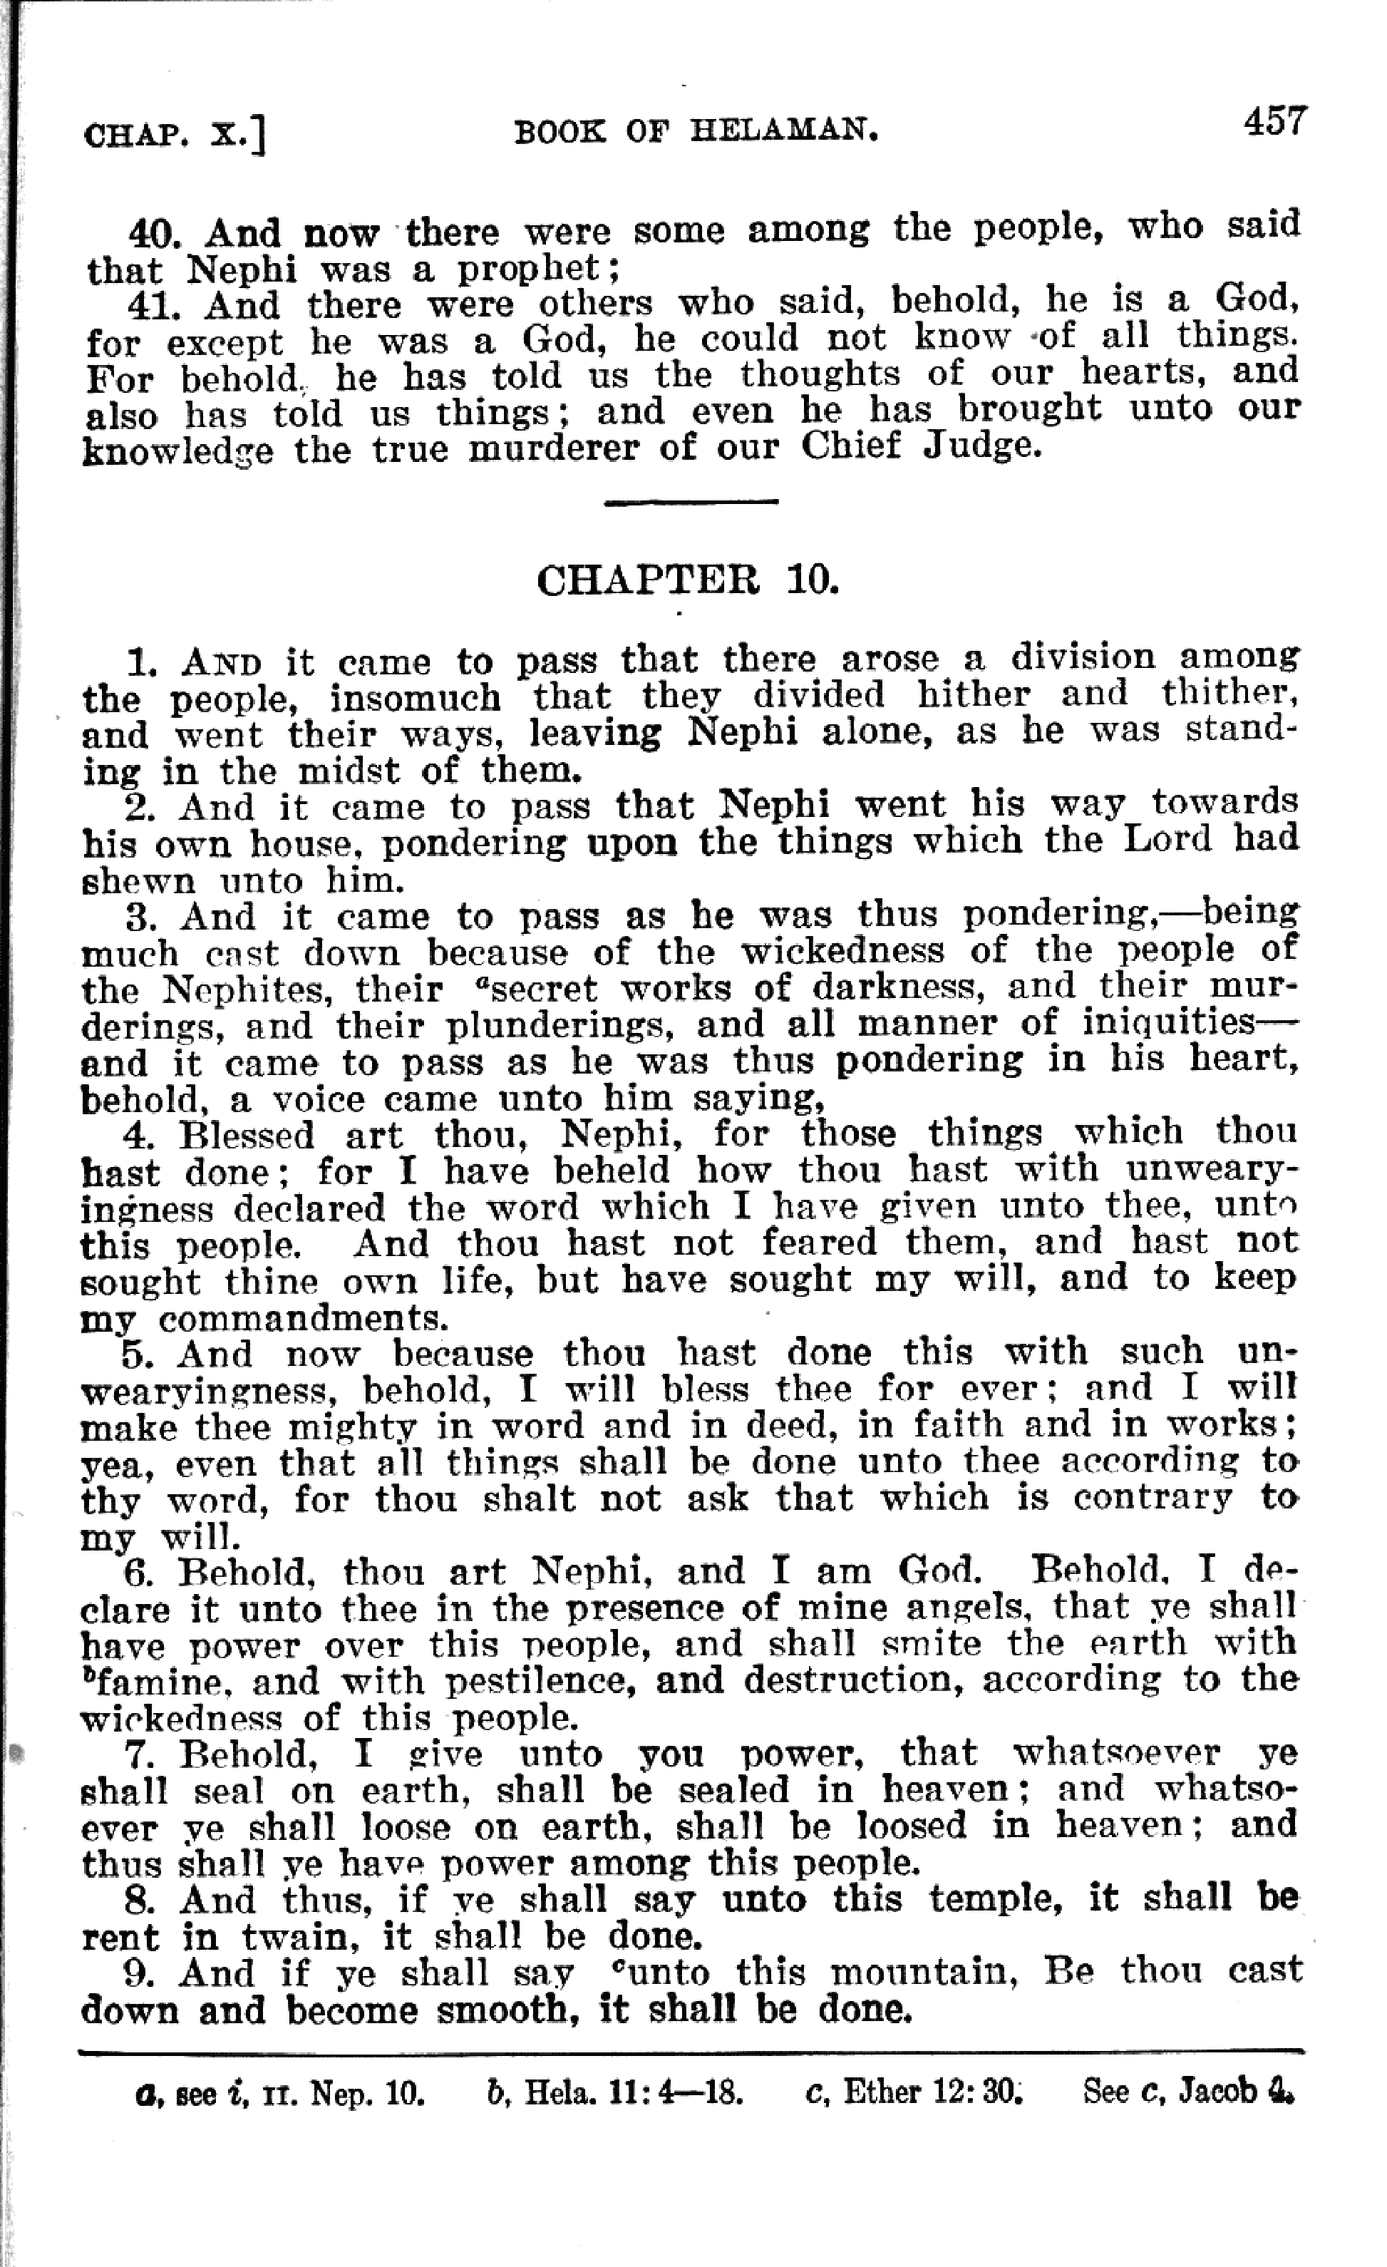 CHAP. X.] BOOK OF HELAMAN. 457
40. And now there were some among the people, who said
that Nephi was a prophet;
41. And there were others who said, behold, he is a God,
for except he was a God, he could not know of all things.
For behold, he has told us the thoughts of our hearts, and
also has told us things; and even he has brought unto our
knowledge the true murderer of our Chief Judge.
CHAPTER 10.
1. AND it came to pass that there arose a division among
the people, insomuch that they divided hither and thither,
and went their ways, leaving Nephi alone, as he was stand-
ing in the midst of them.
2. And it came to pass that Nephi went his way towards
his own house, pondering upon the things which the Lord had
shewn unto him.
3. And it came to pass as he was thus pondering,—being
much cast down because of the wickedness of the people of
the Nephites, their ᵃsecret works of darkness, and their mur-
derings, and their plunderings, and all manner of iniquities—
and it came to pass as he was thus pondering in his heart,
behold, a voice came unto him saying,
4. Blessed art thou, Nephi, for those things which thou
hast done; for I have beheld how thou hast with unweary-
ingness declared the word which I have given unto thee, unto
this people. And thou hast not feared them, and hast not
sought thine own life, but have sought my will, and to keep
my commandments.
5. And now because thou hast done this with such un-
wearyingness, behold, I will bless thee for ever; and I will
make thee mighty in word and in deed, in faith and in works;
yea, even that all things shall be done unto thee according to
thy word, for thou shalt not ask that which is contrary to
my will.
6. Behold, thou art Nephi, and I am God. Behold, I de-
clare it unto thee in the presence of mine angels, that ye shall
have power over this people, and shall smite the earth with
ᵇfamine, and with pestilence, and destruction, according to the
wickedness of this people.
7. Behold, I give unto you power, that whatsoever ye
shall seal on earth, shall be sealed in heaven; and whatso-
ever ye shall loose on earth, shall be loosed in heaven; and
thus shall ye have power among this people.
8. And thus, if ye shall say unto this temple, it shall be
rent in twain, it shall be done.
9. And if ye shall say ᶜunto this mountain, Be thou cast
down and become smooth, it shall be done.
a, see i, II. Nep. 10. b, Hela. 11: 4—18. c, Ether 12: 30. See c, Jacob 4.